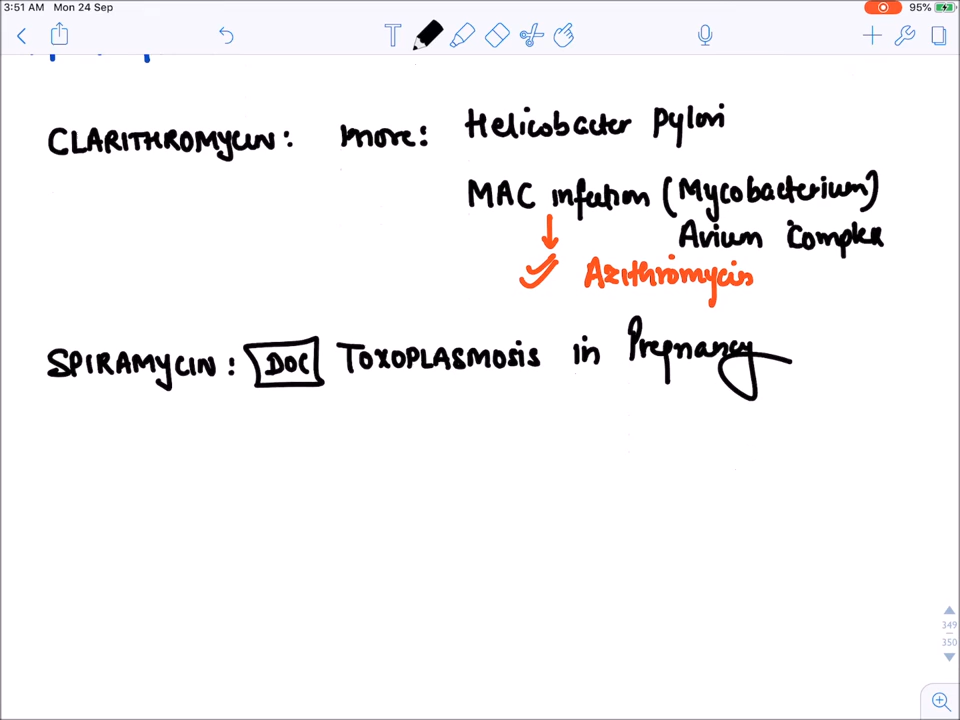 3:51 AM Mon 24 Sep 95%
T
CLARITHROMYCIN: more: Helicobacter pylori
MAC infection (Mycobacterium)
Avium Complex
Azithromycin
SPIRAMYCIN: DOC TOXOPLASMOSIS in Pregnancy
349
350